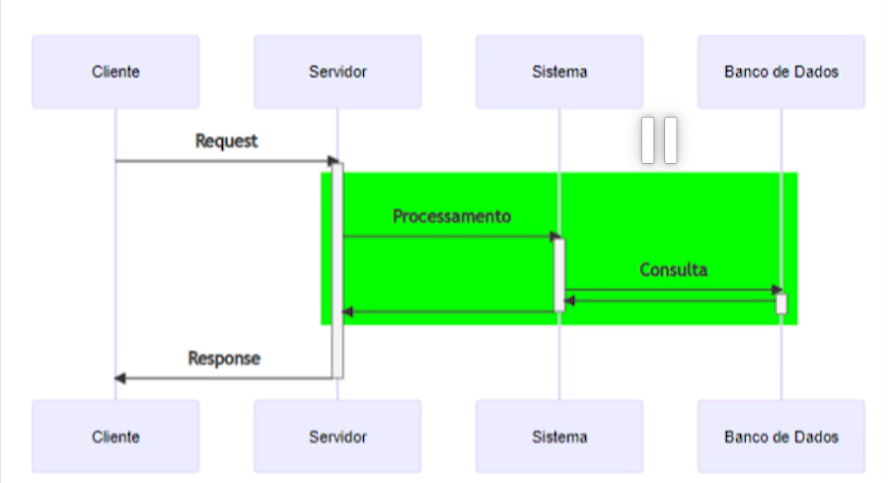 Cliente
Servidor
Sistema
Banco de Dados
Request
Processamento
Consulta
Response
Cliente
Servidor
Sistema
Banco de Dados